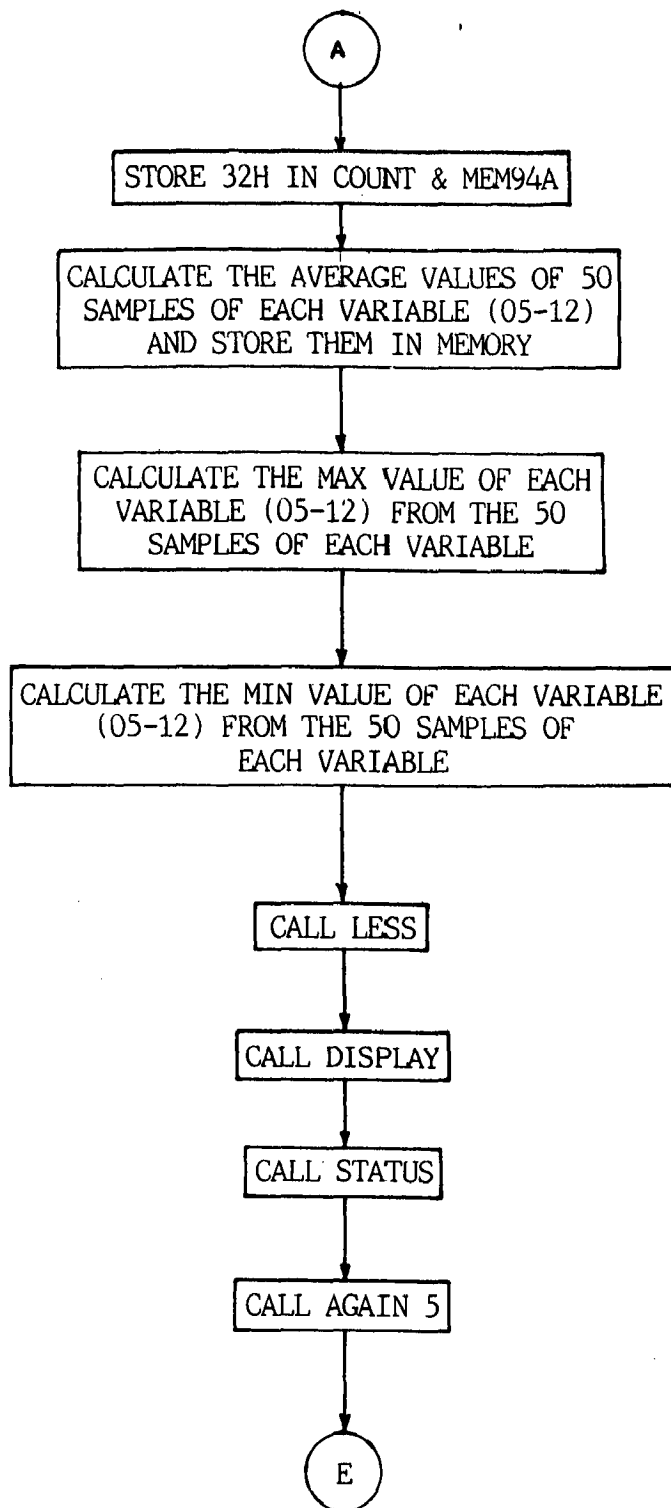 A
STORE 32H IN COUNT & MEM94A
CALCULATE THE AVERAGE VALUES OF 50
SAMPLES OF EACH VARIABLE (05-12)
AND STORE THEM IN MEMORY
CALCULATE THE MAX VALUE OF EACH
VARIABLE (05-12) FROM THE 50
SAMPLES OF EACH VARIABLE
CALCULATE THE MIN VALUE OF EACH VARIABLE
(05-12) FROM THE 50 SAMPLES OF
EACH VARIABLE
CALL LESS
CALL DISPLAY
CALL STATUS
CALL AGAIN 5
E